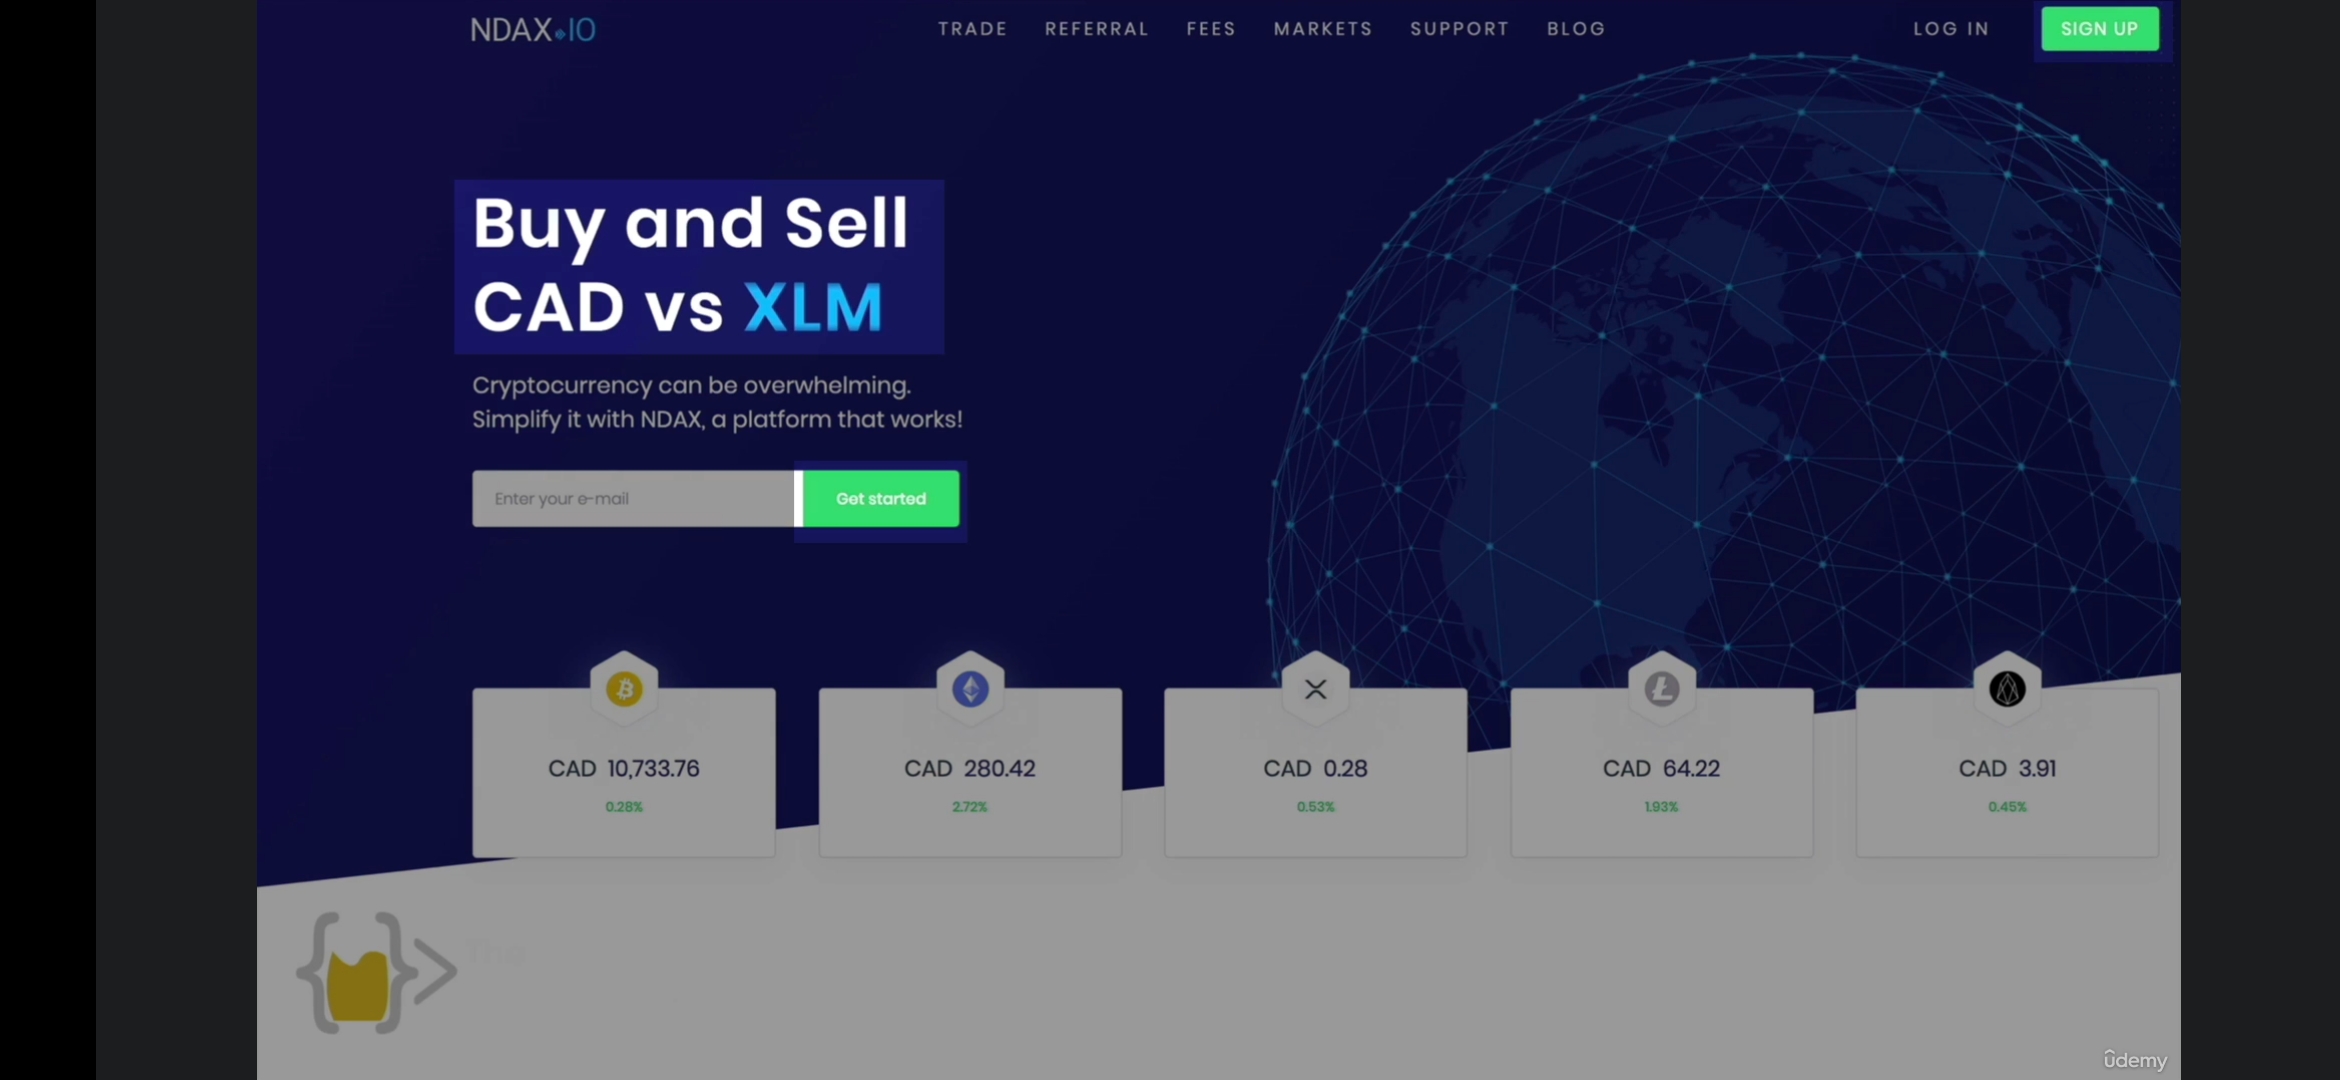 NDAX IO
TRADE REFERRAL FEES MARKETS SUPPORT BLOG LOG IN SIGN UP
Buy and Sell
CAD vs XLM
Cryptocurrency can be overwhelming.
Simplify it with NDAX, a platform that works!
Enter your e-mail Get started
CAD 10,733.76 CAD 280.42 CAD 0.28 CAD 64.22 CAD 3.91
0.28% 2.72% 0.53% 1.93% 0.45%
The
udemy